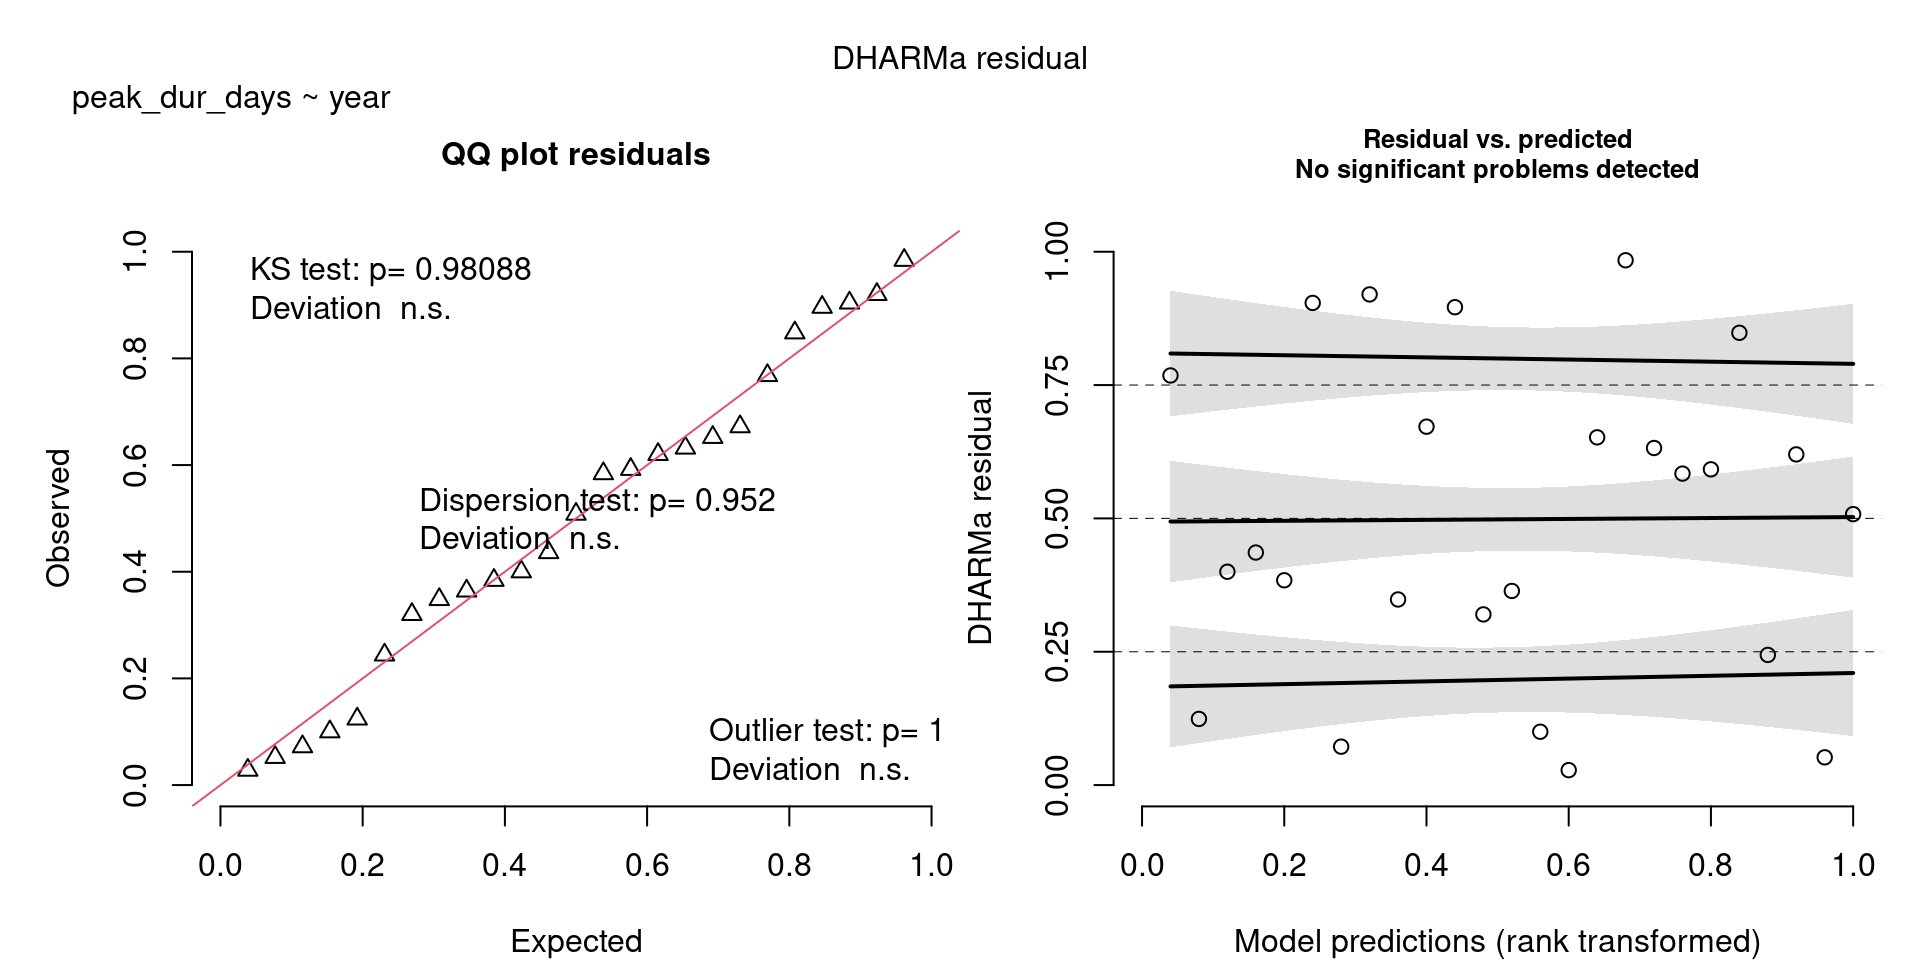 DHARMa residual
peak_dur_days ~ year
QQ plot residuals
KS test: p= 0.98088
Deviation  n.s.
Dispersion test: p= 0.952
Deviation  n.s.
Outlier test: p= 1
Deviation  n.s.
Observed
0.0 0.2 0.4 0.6 0.8 1.0
0.0 0.2 0.4 0.6 0.8 1.0
Expected
Residual vs. predicted
No significant problems detected
DHARMa residual
0.00 0.25 0.50 0.75 1.00
0.0 0.2 0.4 0.6 0.8 1.0
Model predictions (rank transformed)